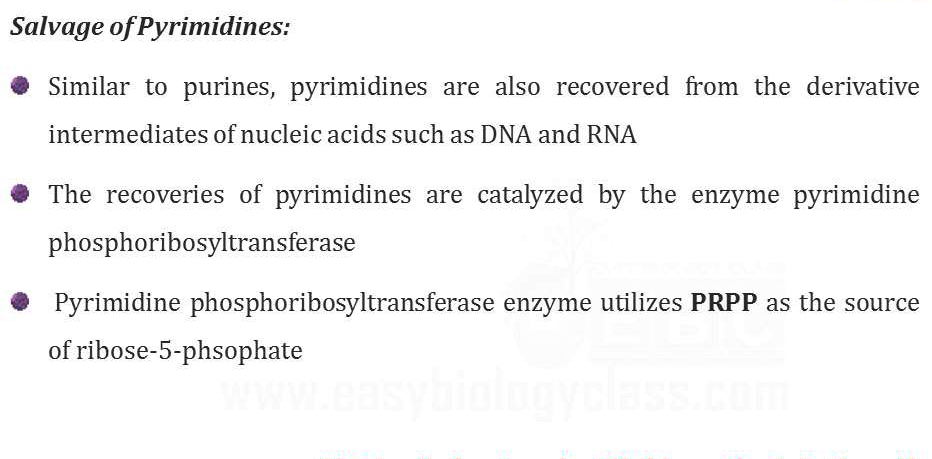 Salvage of Pyrimidines:
Similar to purines, pyrimidines are also recovered from the derivative
intermediates of nucleic acids such as DNA and RNA
The recoveries of pyrimidines are catalyzed by the enzyme pyrimidine
phosphoribosyltransferase
Pyrimidine phosphoribosyltransferase enzyme utilizes PRPP as the source
of ribose-5-phsophate
EBC
www.easybiologyclass.com